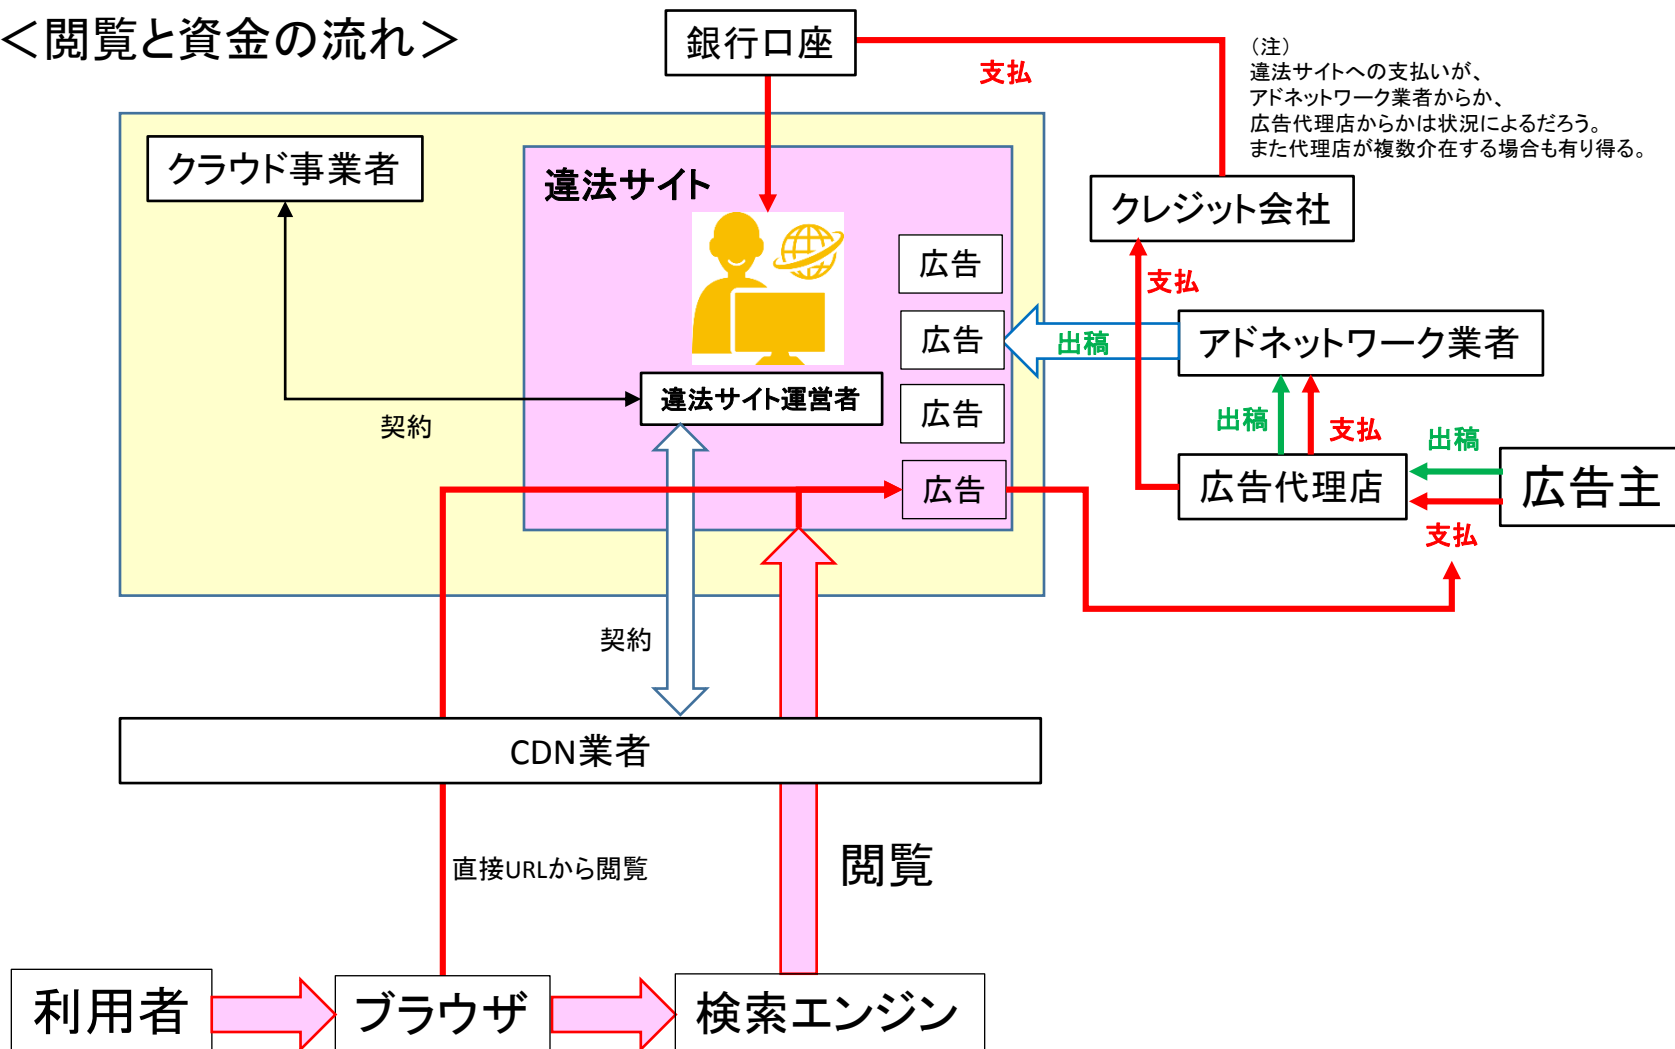 ＜閲覧と資金の流れ＞
銀行口座
支払
（注）
違法サイトへの支払いが、
アドネットワーク業者からか、
広告代理店からかは状況によるだろう。
また代理店が複数介在する場合も有り得る。
クラウド事業者
違法サイト
クレジット会社
広告
支払
広告
出稿
アドネットワーク業者
違法サイト運営者
広告
契約
出稿
支払
出稿
広告
広告代理店
広告主
支払
契約
CDN業者
直接URLから閲覧
閲覧
利用者
ブラウザ
検索エンジン